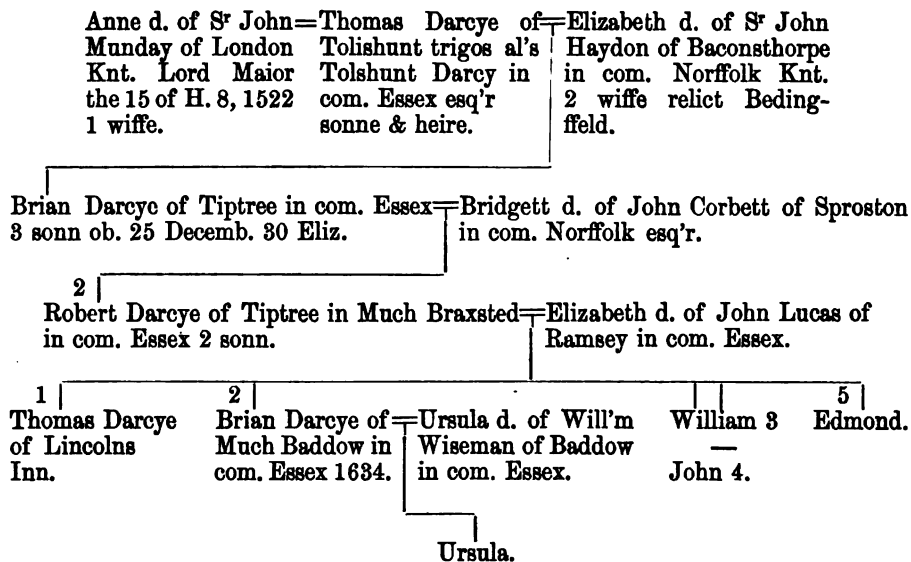 Anne d. of Sʳ John=Thomas Darcye of=Elizabeth d. of Sʳ John
Munday of London Tolishunt trigos al's Haydon of Baconsthorpe
Knt. Lord Maior Tolshunt Darcy in in com. Norffolk Knt.
the 15 of H. 8, 1522 com. Essex esq'r 2 wiffe relict Beding-
1 wiffe. sonne & heire. ffeld.
Brian Darcye of Tiptree in com. Essex=Bridgett d. of John Corbett of Sproston
3 sonn ob. 25 Decemb. 30 Eliz. in com. Norffolk esq'r.
2
Robert Darcye of Tiptree in Much Braxsted=Elizabeth d. of John Lucas of
in com. Essex 2 sonn. Ramsey in com. Essex.
1 2 5
Thomas Darcye Brian Darcye of=Ursula d. of Will'm William 3 Edmond.
of Lincolns Much Baddow in Wiseman of Baddow —
Inn. com. Essex 1634. in com. Essex. John 4.
Ursula.